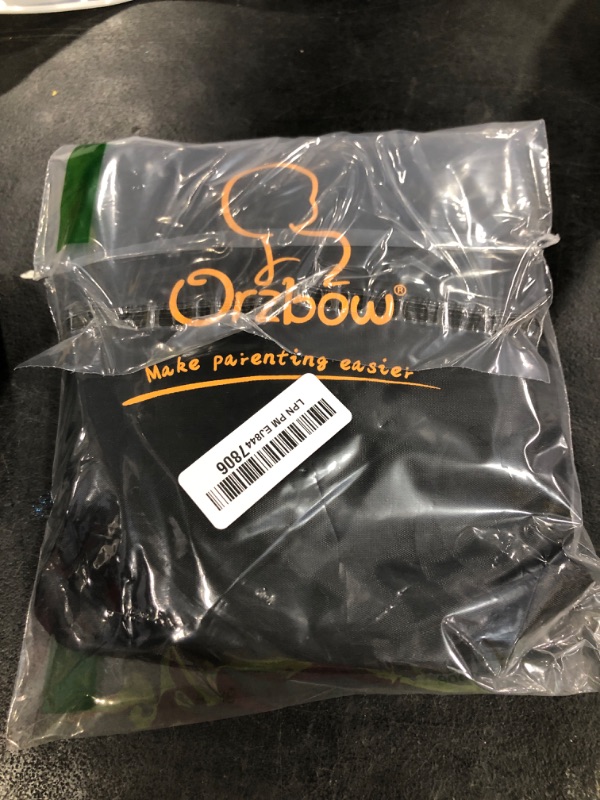 Orzbow®
Make parenting easier
LPN PM EJ844 7806